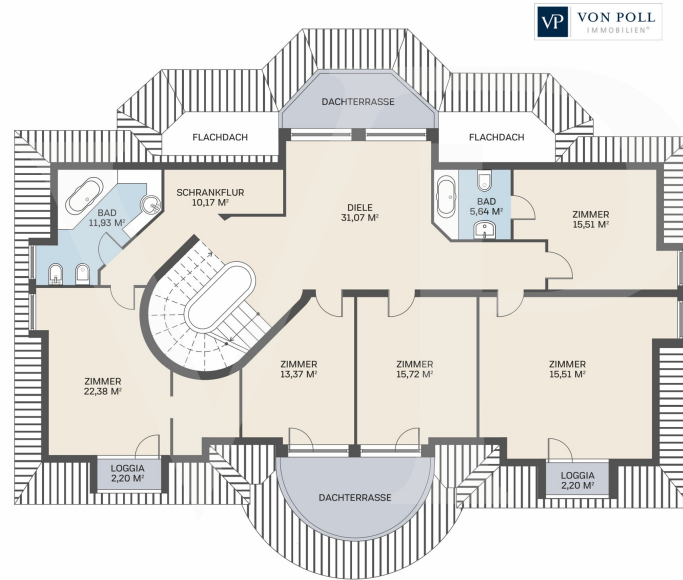 VP VON POLL
IMMOBILIEN®
DACHTERRASSE
FLACHDACH
FLACHDACH
SCHRANKFLUR
10,17 M²
DIELE
31,07 M²
BAD
5,64 M²
BAD
11,93 M²
ZIMMER
15,51 M²
ZIMMER
22,38 M²
ZIMMER
13,37 M²
ZIMMER
15,72 M²
ZIMMER
15,51 M²
LOGGIA
2,20 M²
DACHTERRASSE
LOGGIA
2,20 M²